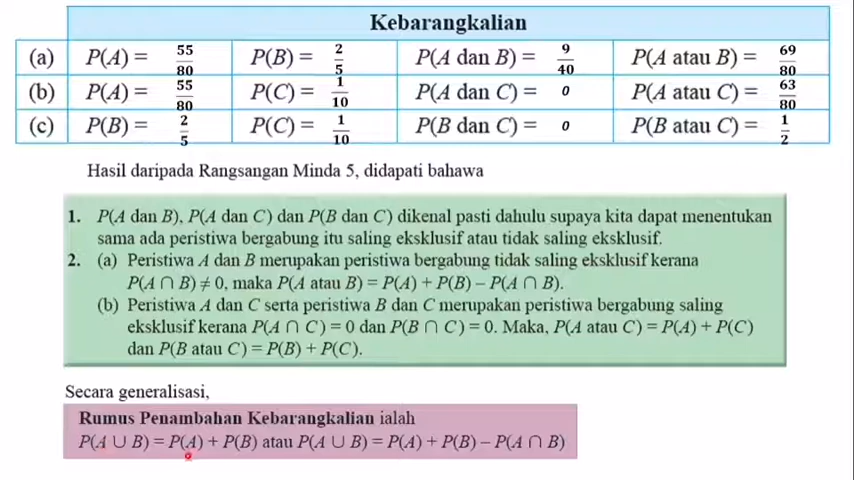 Kebarangkalian
(a) P(A) = 55/80 P(B) = 2/5 P(A dan B) = 9/40 P(A atau B) = 69/80
(b) P(A) = 55/80 P(C) = 1/10 P(A dan C) = 0 P(A atau C) = 63/80
(c) P(B) = 2/5 P(C) = 1/10 P(B dan C) = 0 P(B atau C) = 1/2
Hasil daripada Rangsangan Minda 5, didapati bahawa
1. P(A dan B), P(A dan C) dan P(B dan C) dikenal pasti dahulu supaya kita dapat menentukan
sama ada peristiwa bergabung itu saling eksklusif atau tidak saling eksklusif.
2. (a) Peristiwa A dan B merupakan peristiwa bergabung tidak saling eksklusif kerana
P(A ∩ B) ≠ 0, maka P(A atau B) = P(A) + P(B) – P(A ∩ B).
(b) Peristiwa A dan C serta peristiwa B dan C merupakan peristiwa bergabung saling
eksklusif kerana P(A ∩ C) = 0 dan P(B ∩ C) = 0. Maka, P(A atau C) = P(A) + P(C)
dan P(B atau C) = P(B) + P(C).
Secara generalisasi,
Rumus Penambahan Kebarangkalian ialah
P(A ∪ B) = P(A) + P(B) atau P(A ∪ B) = P(A) + P(B) – P(A ∩ B)